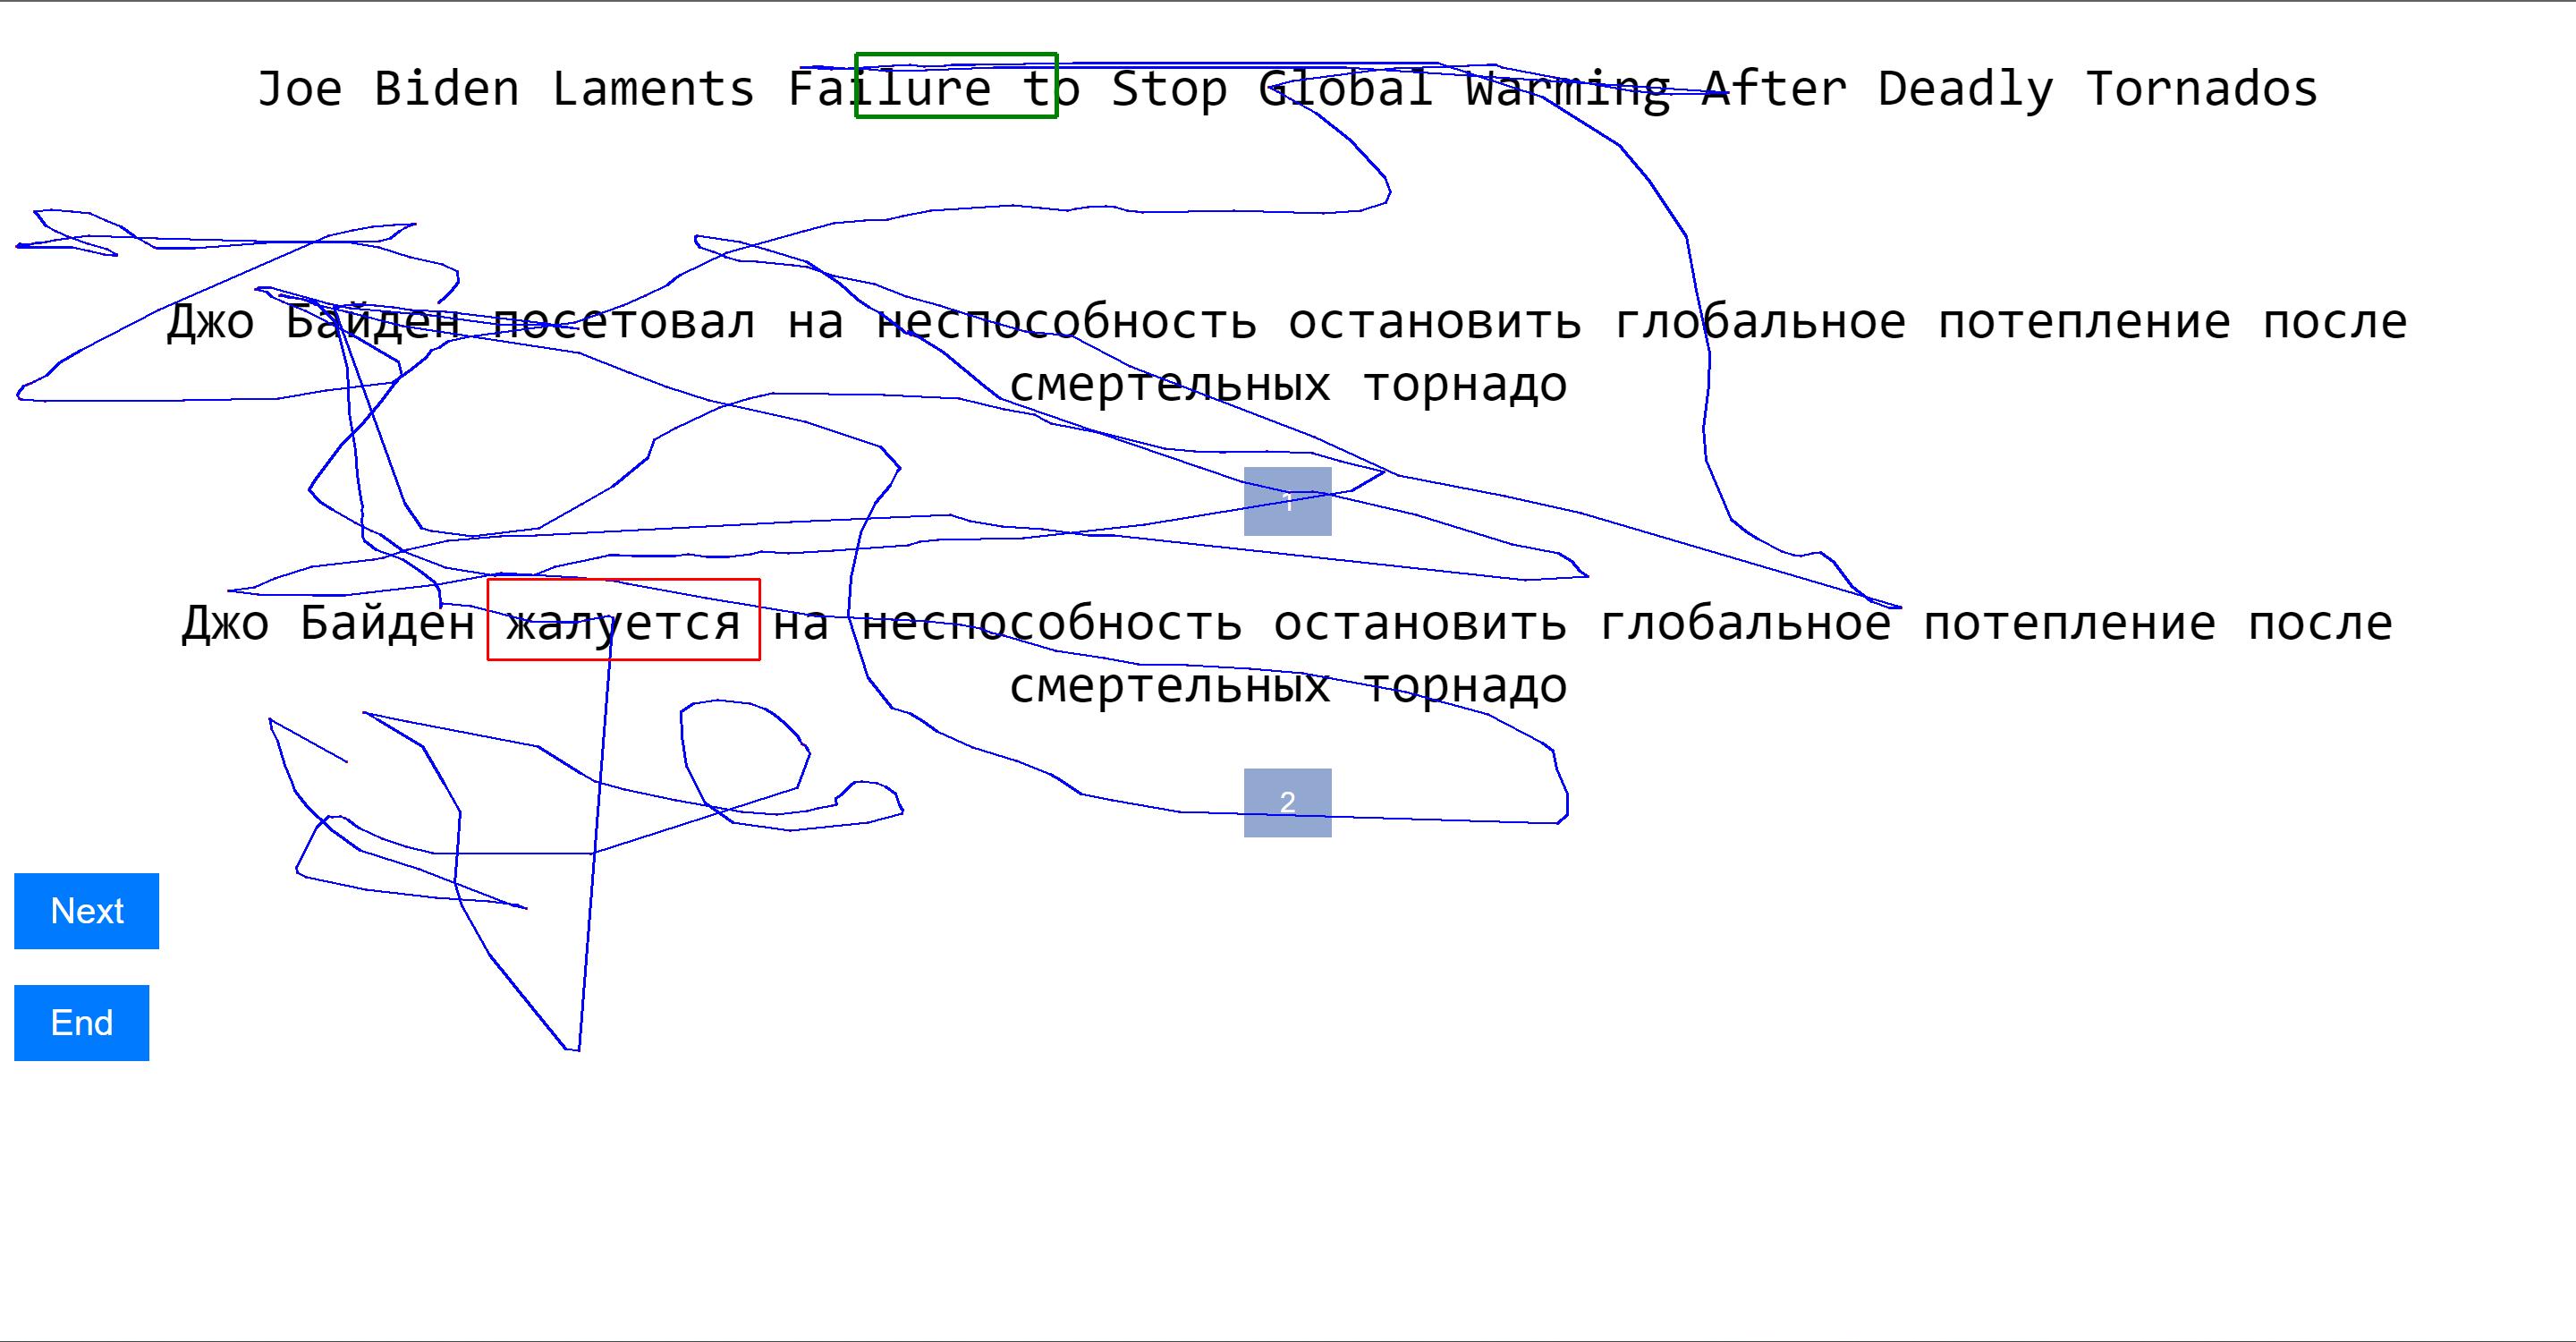 Joe Biden Laments Failure to Stop Global Warming After Deadly Tornados
Джо Байден посетовал на неспособность остановить глобальное потепление после
смертельных торнадо
1
Джо Байден жалуется на неспособность остановить глобальное потепление после
смертельных торнадо
2
Next
End